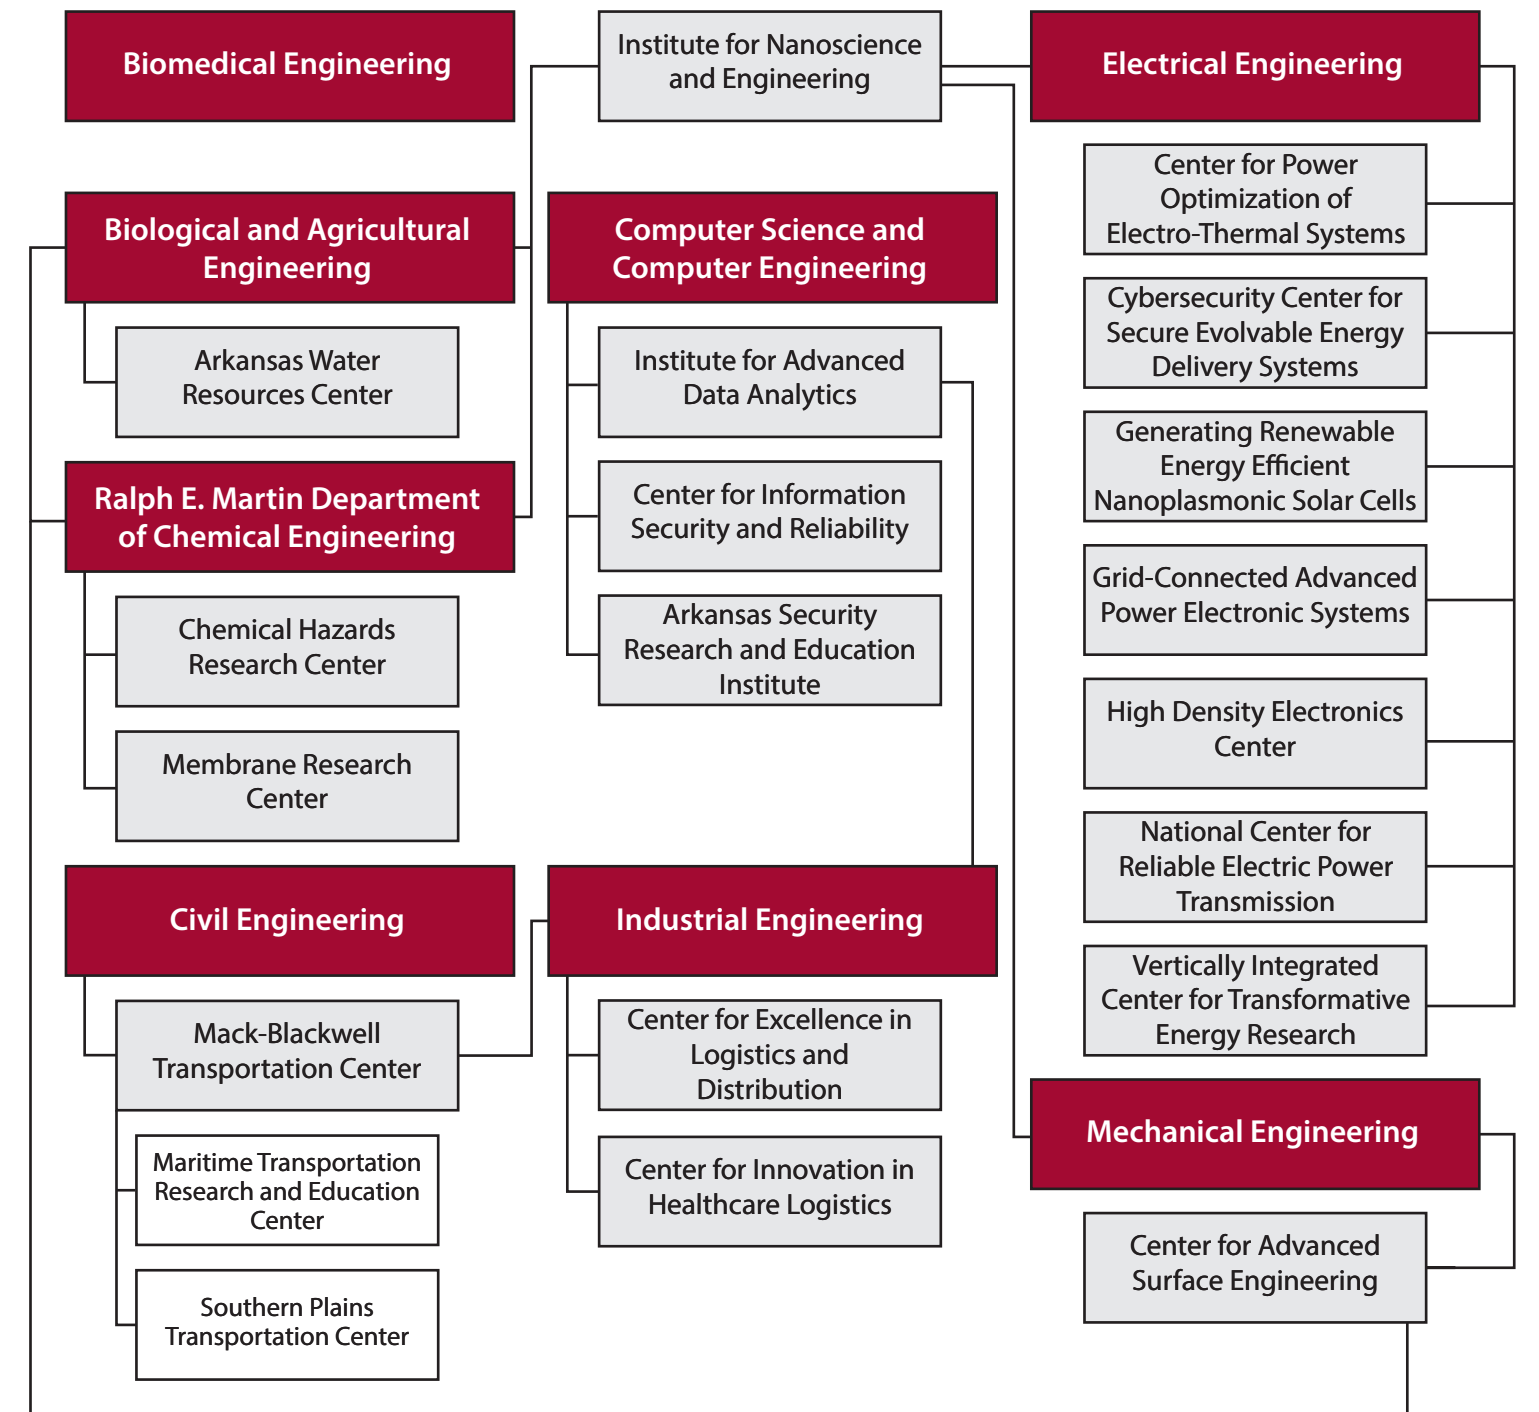 Biomedical Engineering
Institute for Nanoscience
and Engineering
Electrical Engineering
Center for Power
Optimization of
Electro-Thermal Systems
Cybersecurity Center for
Secure Evolvable Energy
Delivery Systems
Generating Renewable
Energy Efficient
Nanoplasmonic Solar Cells
Grid-Connected Advanced
Power Electronic Systems
High Density Electronics
Center
National Center for
Reliable Electric Power
Transmission
Vertically Integrated
Center for Transformative
Energy Research
Biological and Agricultural
Engineering
Arkansas Water
Resources Center
Ralph E. Martin Department
of Chemical Engineering
Chemical Hazards
Research Center
Membrane Research
Center
Computer Science and
Computer Engineering
Institute for Advanced
Data Analytics
Center for Information
Security and Reliability
Arkansas Security
Research and Education
Institute
Civil Engineering
Mack-Blackwell
Transportation Center
Maritime Transportation
Research and Education
Center
Southern Plains
Transportation Center
Industrial Engineering
Center for Excellence in
Logistics and
Distribution
Center for Innovation in
Healthcare Logistics
Mechanical Engineering
Center for Advanced
Surface Engineering